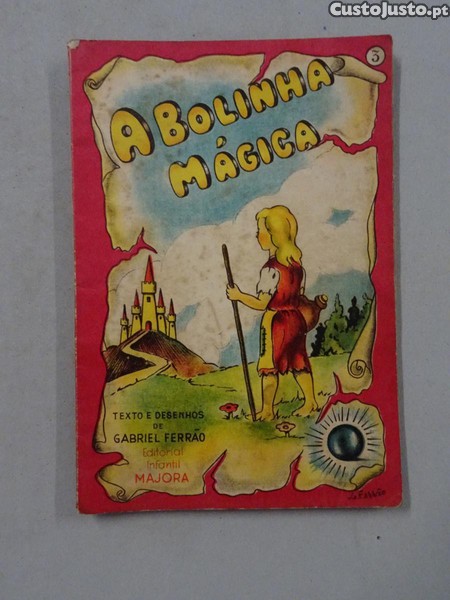 CustoJusto.pt
3
A BOLINHA
MÁGICA
TEXTO E DESENHOS
DE
GABRIEL FERRÃO
Editorial
Infantil
MAJORA